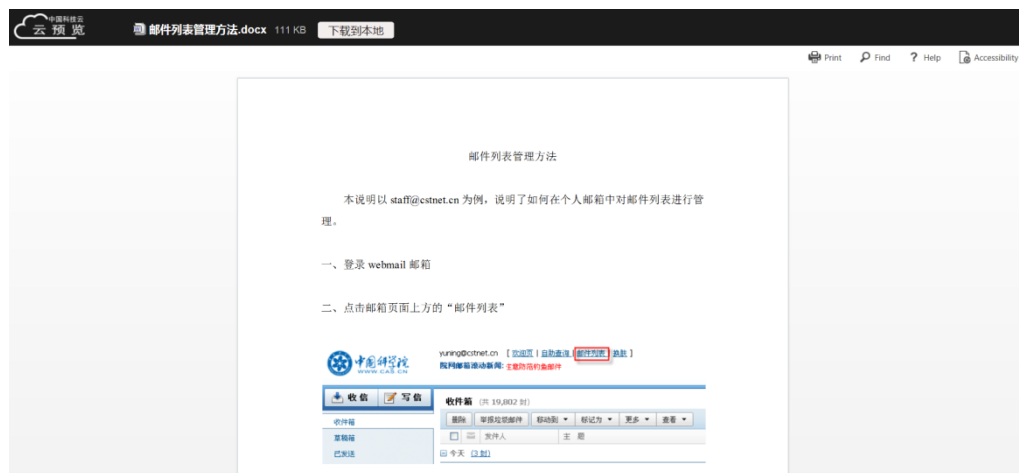 中国科技云
云预览
邮件列表管理方法.docx 111 KB 下载到本地
Print Find ? Help Accessibility
邮件列表管理方法
本说明以 staff@cstnet.cn 为例，说明了如何在个人邮箱中对邮件列表进行管
理。
一、登录 webmail 邮箱
二、点击邮箱页面上方的“邮件列表”
中国科学院
WWW.CAS.CN
yuning@cstnet.cn [ 欢迎页 | 自助查询 | 邮件列表 | 换肤 ]
院网邮箱滚动新闻: 注意防范钓鱼邮件
收信 写信
收件箱 (共 19,802 封)
删除 举报垃圾邮件 移动到 标记为 更多 查看
收件箱
发件人 主 题
草稿箱
已发送
今天 (3 封)